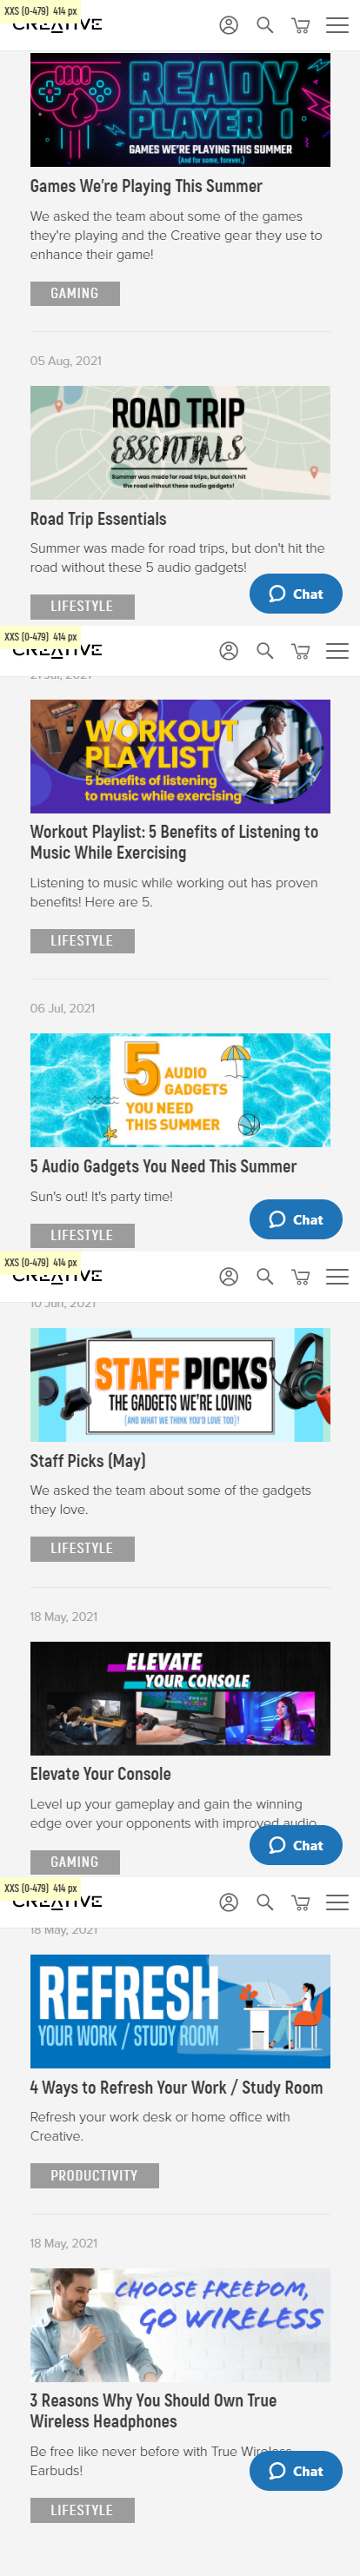 XXS (0-479) 414 px
CREATIVE
READY
PLAYER 1
GAMES WE'RE PLAYING THIS SUMMER
(And for some, forever.)
Games We're Playing This Summer
We asked the team about some of the games
they're playing and the Creative gear they use to
enhance their game!
GAMING
05 Aug, 2021
ROAD TRIP
ESSENTIALS
Summer was made for road trips, but don't hit
the road without these audio gadgets!
Road Trip Essentials
Summer was made for road trips, but don't hit the
road without these 5 audio gadgets!
Chat
LIFESTYLE
XXS (0-479) 414 px
CREATIVE
21 Jul, 2021
WORKOUT
PLAYLIST
5 benefits of listening
to music while exercising
Workout Playlist: 5 Benefits of Listening to
Music While Exercising
Listening to music while working out has proven
benefits! Here are 5.
LIFESTYLE
06 Jul, 2021
5 AUDIO
GADGETS
YOU NEED
THIS SUMMER
5 Audio Gadgets You Need This Summer
Sun's out! It's party time!
Chat
LIFESTYLE
XXS (0-479) 414 px
CREATIVE
10 Jun, 2021
STAFF PICKS
THE GADGETS WE'RE LOVING
(AND WHAT WE THINK YOU'D LOVE TOO!)
Staff Picks (May)
We asked the team about some of the gadgets
they love.
LIFESTYLE
18 May, 2021
ELEVATE
YOUR CONSOLE
Elevate Your Console
Level up your gameplay and gain the winning
edge over your opponents with improved audio
Chat
GAMING
XXS (0-479) 414 px
CREATIVE
18 May, 2021
REFRESH
YOUR WORK / STUDY ROOM
4 Ways to Refresh Your Work / Study Room
Refresh your work desk or home office with
Creative.
PRODUCTIVITY
18 May, 2021
CHOOSE FREEDOM,
GO WIRELESS
3 Reasons Why You Should Own True
Wireless Headphones
Be free like never before with True Wireless
Earbuds!
Chat
LIFESTYLE